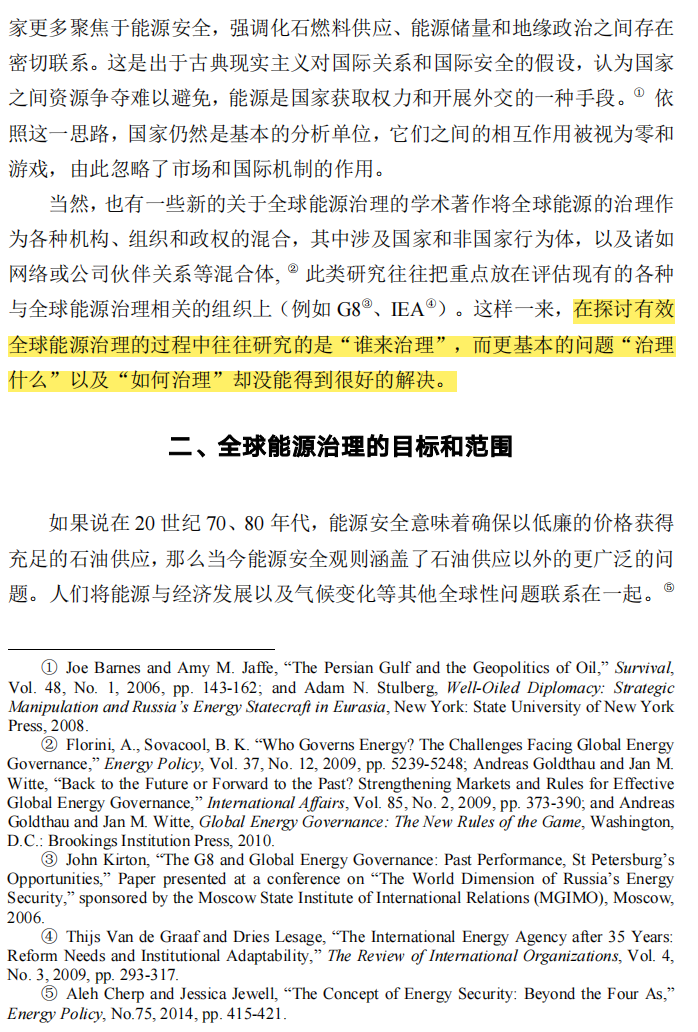 家更多聚焦于能源安全，强调化石燃料供应、能源储量和地缘政治之间存在
密切联系。这是出于古典现实主义对国际关系和国际安全的假设，认为国家
之间资源争夺难以避免，能源是国家获取权力和开展外交的一种手段。① 依
照这一思路，国家仍然是基本的分析单位，它们之间的相互作用被视为零和
游戏，由此忽略了市场和国际机制的作用。
当然，也有一些新的关于全球能源治理的学术著作将全球能源的治理作
为各种机构、组织和政权的混合，其中涉及国家和非国家行为体，以及诸如
网络或公司伙伴关系等混合体，② 此类研究往往把重点放在评估现有的各种
与全球能源治理相关的组织上（例如 G8③、IEA④）。这样一来，在探讨有效
全球能源治理的过程中往往研究的是“谁来治理”，而更基本的问题“治理
什么”以及“如何治理”却没能得到很好的解决。
二、全球能源治理的目标和范围
如果说在 20 世纪 70、80 年代，能源安全意味着确保以低廉的价格获得
充足的石油供应，那么当今能源安全观则涵盖了石油供应以外的更广泛的问
题。人们将能源与经济发展以及气候变化等其他全球性问题联系在一起。⑤
① Joe Barnes and Amy M. Jaffe, “The Persian Gulf and the Geopolitics of Oil,” Survival,
Vol. 48, No. 1, 2006, pp. 143-162; and Adam N. Stulberg, Well-Oiled Diplomacy: Strategic
Manipulation and Russia’s Energy Statecraft in Eurasia, New York: State University of New York
Press, 2008.
② Florini, A., Sovacool, B. K. “Who Governs Energy? The Challenges Facing Global Energy
Governance,” Energy Policy, Vol. 37, No. 12, 2009, pp. 5239-5248; Andreas Goldthau and Jan M.
Witte, “Back to the Future or Forward to the Past? Strengthening Markets and Rules for Effective
Global Energy Governance,” International Affairs, Vol. 85, No. 2, 2009, pp. 373-390; and Andreas
Goldthau and Jan M. Witte, Global Energy Governance: The New Rules of the Game, Washington,
D.C.: Brookings Institution Press, 2010.
③ John Kirton, “The G8 and Global Energy Governance: Past Performance, St Petersburg’s
Opportunities,” Paper presented at a conference on “The World Dimension of Russia’s Energy
Security,” sponsored by the Moscow State Institute of International Relations (MGIMO), Moscow,
2006.
④ Thijs Van de Graaf and Dries Lesage, “The International Energy Agency after 35 Years:
Reform Needs and Institutional Adaptability,” The Review of International Organizations, Vol. 4,
No. 3, 2009, pp. 293-317.
⑤ Aleh Cherp and Jessica Jewell, “The Concept of Energy Security: Beyond the Four As,”
Energy Policy, No.75, 2014, pp. 415-421.